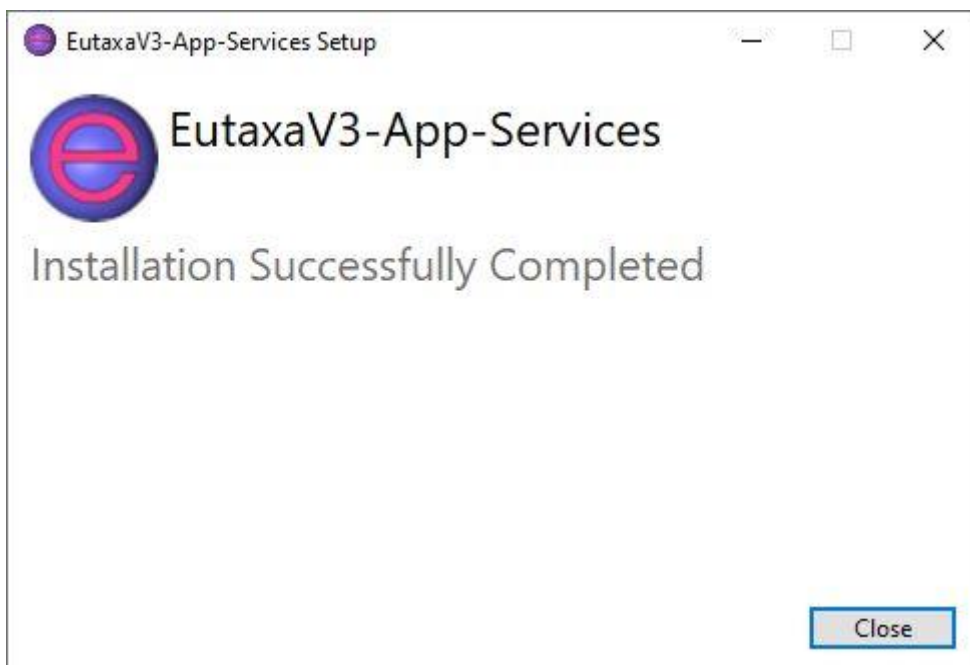 EutaxaV3-App-Services Setup
EutaxaV3-App-Services
Installation Successfully Completed
Close